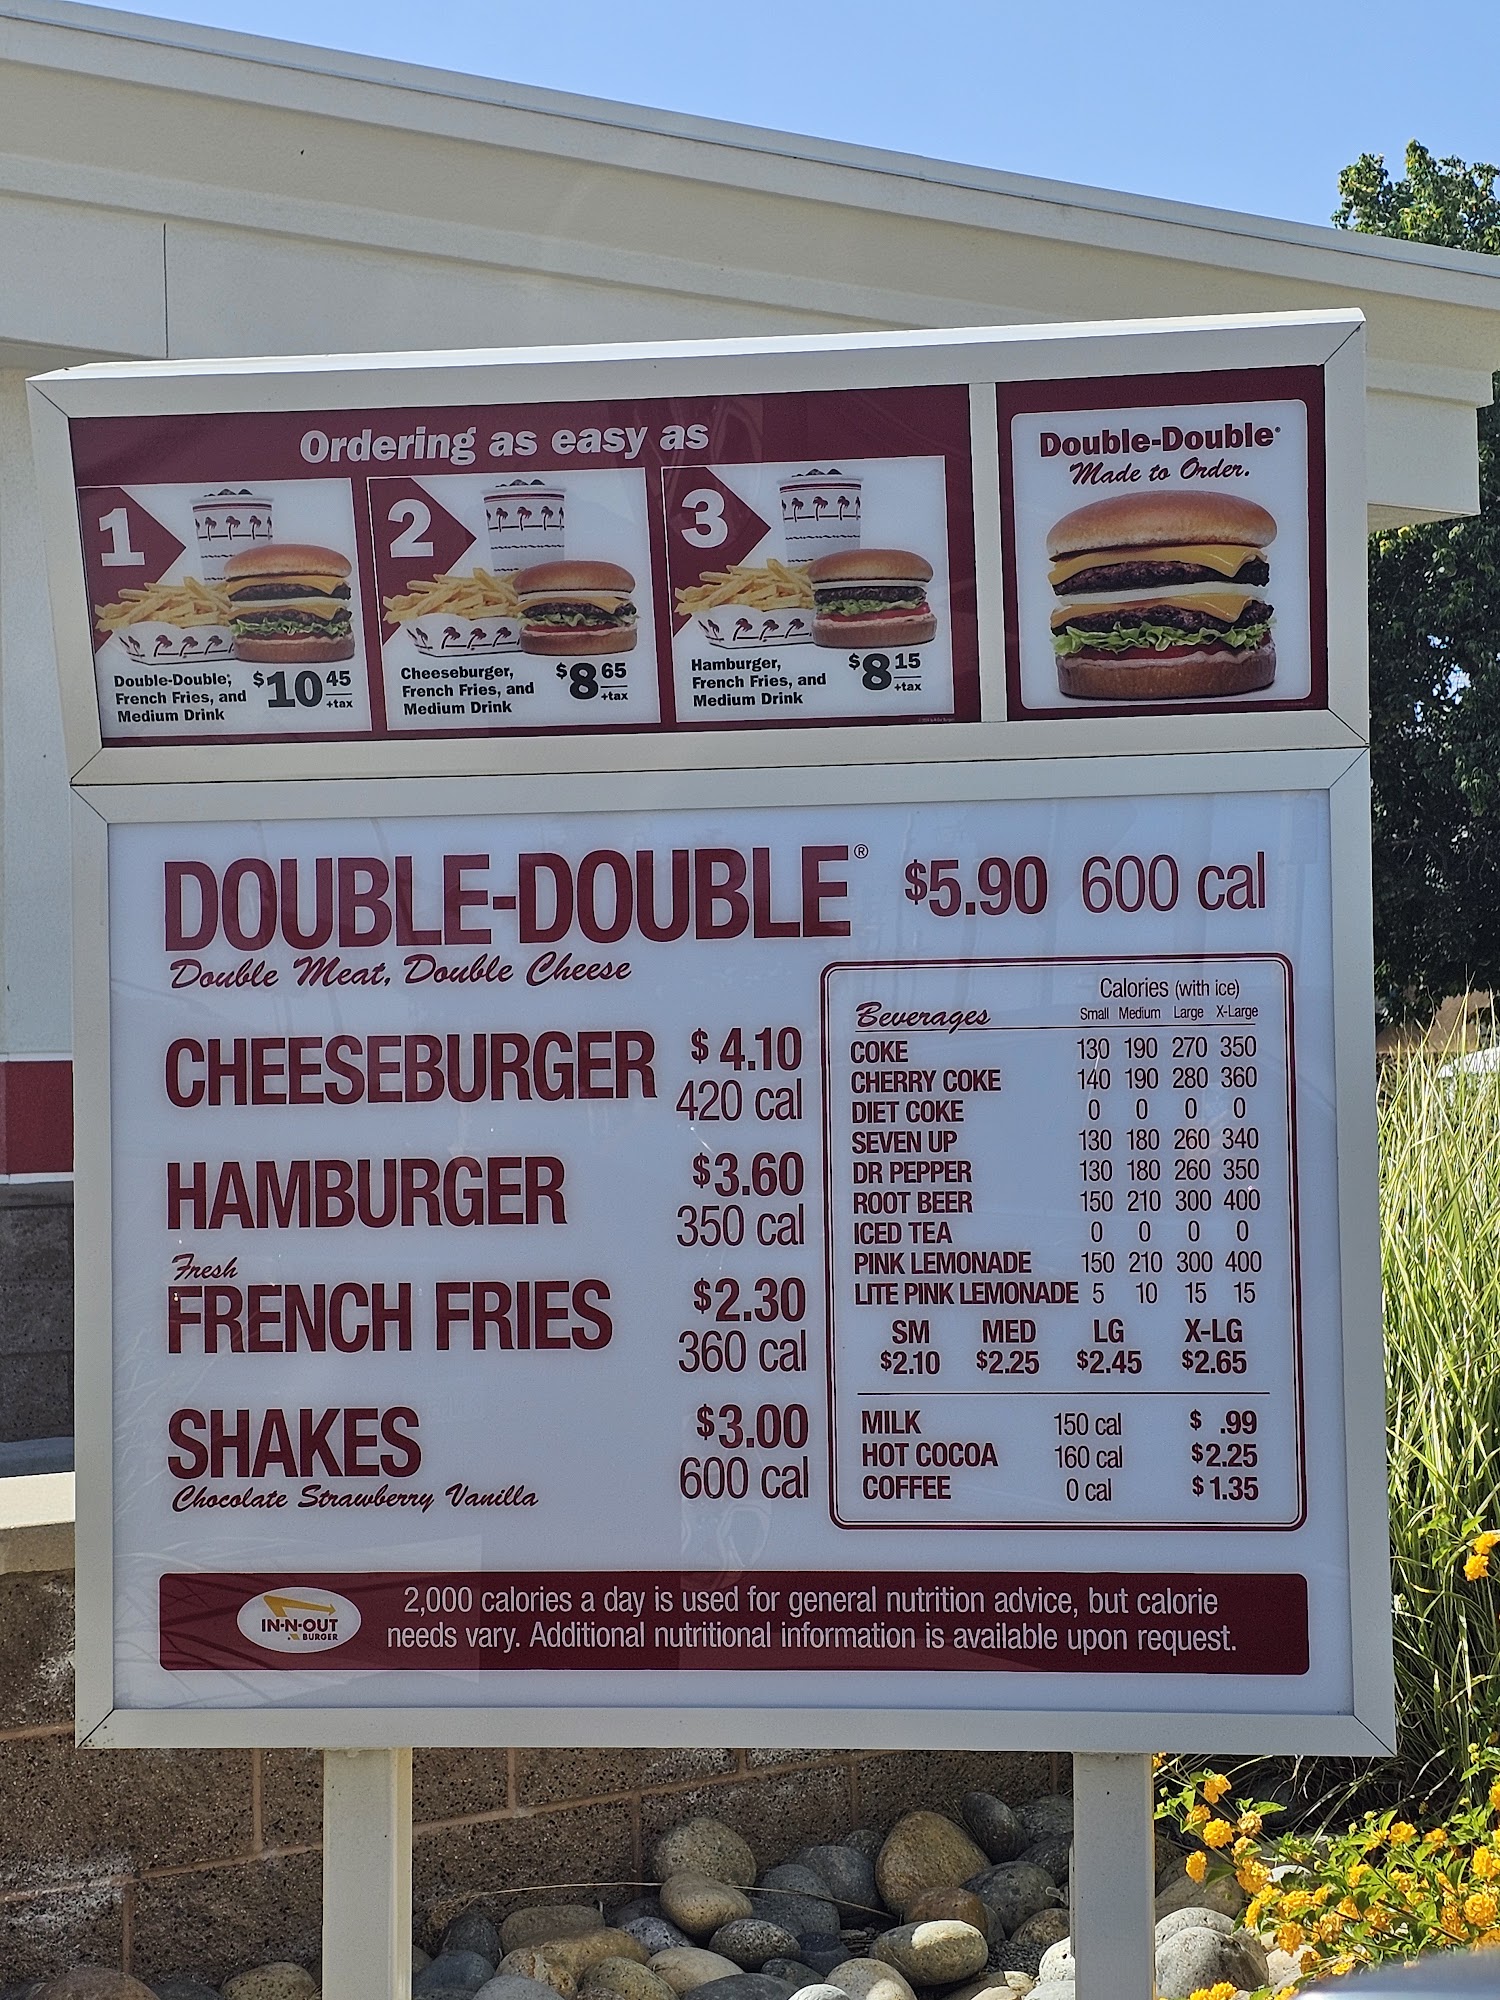 Ordering as easy as
1
Double-Double,
French Fries, and
Medium Drink
$10 45
+tax
2
Cheeseburger,
French Fries, and
Medium Drink
$8 65
+tax
3
Hamburger,
French Fries, and
Medium Drink
$8 15
+tax
Double-Double®
Made to Order.
DOUBLE-DOUBLE® $5.90 600 cal
Double Meat, Double Cheese
CHEESEBURGER $ 4.10
420 cal
HAMBURGER $3.60
350 cal
Fresh
FRENCH FRIES $2.30
360 cal
SHAKES $3.00
600 cal
Chocolate Strawberry Vanilla
Calories (with ice)
Beverages Small Medium Large X-Large
COKE 130 190 270 350
CHERRY COKE 140 190 280 360
DIET COKE 0 0 0 0
SEVEN UP 130 180 260 340
DR PEPPER 130 180 260 350
ROOT BEER 150 210 300 400
ICED TEA 0 0 0 0
PINK LEMONADE 150 210 300 400
LITE PINK LEMONADE 5 10 15 15
SM MED LG X-LG
$2.10 $2.25 $2.45 $2.65
MILK 150 cal $ .99
HOT COCOA 160 cal $2.25
COFFEE 0 cal $1.35
IN-N-OUT
BURGER
2,000 calories a day is used for general nutrition advice, but calorie
needs vary. Additional nutritional information is available upon request.